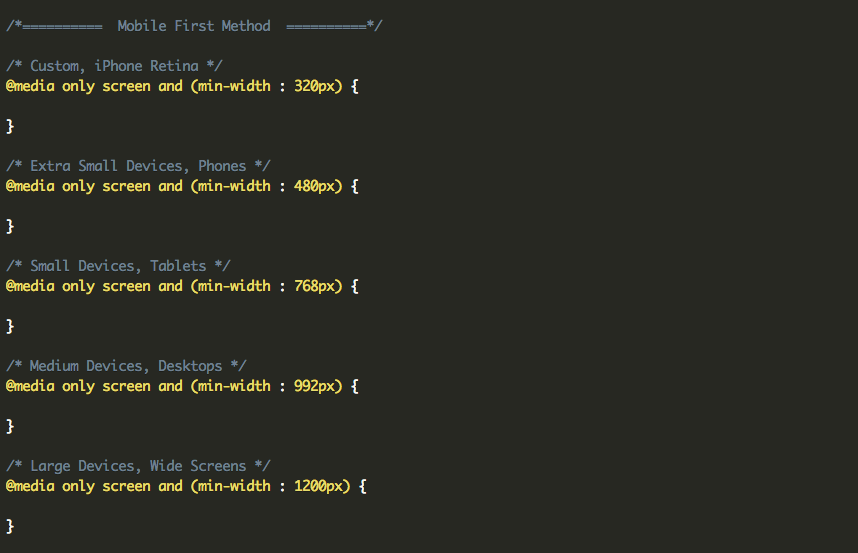 /*==========  Mobile First Method  ==========*/
/* Custom, iPhone Retina */
@media only screen and (min-width : 320px) {
}
/* Extra Small Devices, Phones */
@media only screen and (min-width : 480px) {
}
/* Small Devices, Tablets */
@media only screen and (min-width : 768px) {
}
/* Medium Devices, Desktops */
@media only screen and (min-width : 992px) {
}
/* Large Devices, Wide Screens */
@media only screen and (min-width : 1200px) {
}